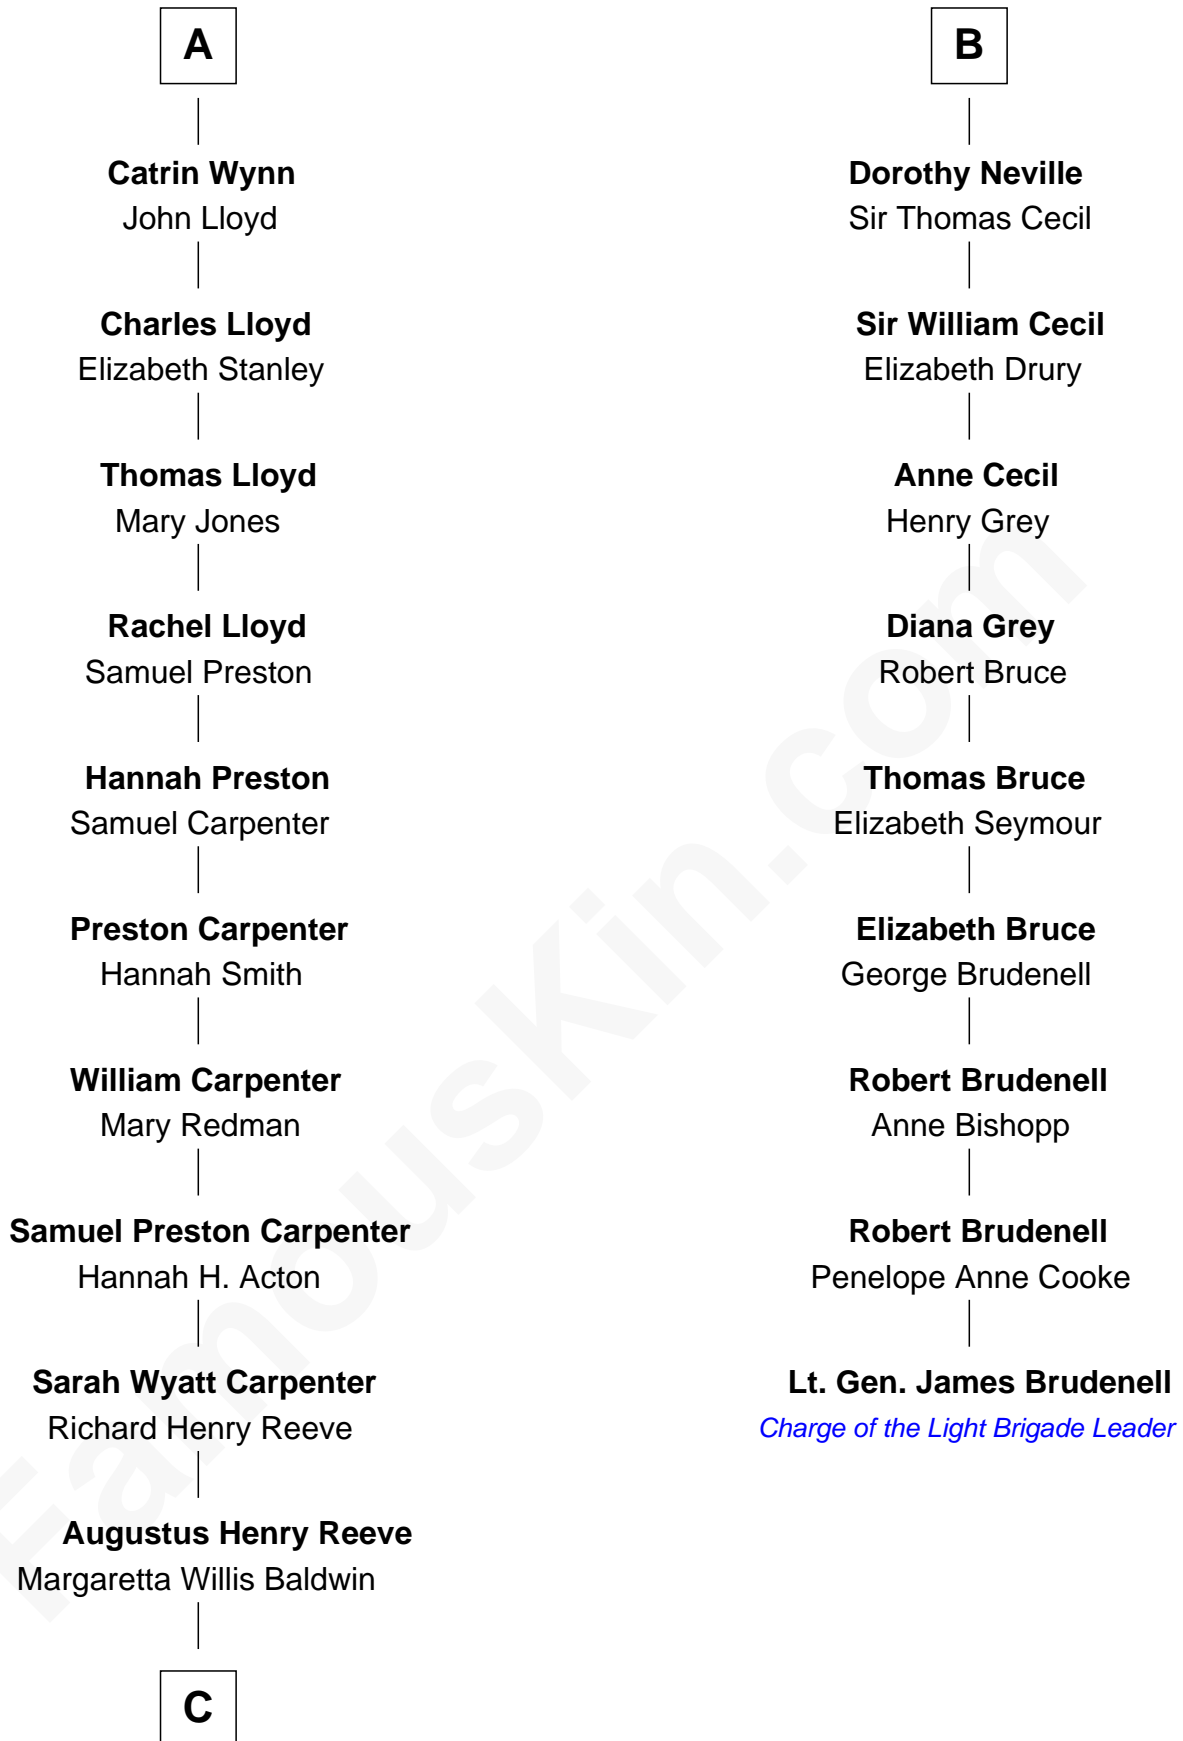 A
Catrin Wynn
John Lloyd
Charles Lloyd
Elizabeth Stanley
Thomas Lloyd
Mary Jones
Rachel Lloyd
Samuel Preston
Hannah Preston
Samuel Carpenter
Preston Carpenter
Hannah Smith
William Carpenter
Mary Redman
Samuel Preston Carpenter
Hannah H. Acton
Sarah Wyatt Carpenter
Richard Henry Reeve
Augustus Henry Reeve
Margaretta Willis Baldwin
C
B
Dorothy Neville
Sir Thomas Cecil
Sir William Cecil
Elizabeth Drury
Anne Cecil
Henry Grey
Diana Grey
Robert Bruce
Thomas Bruce
Elizabeth Seymour
Elizabeth Bruce
George Brudenell
Robert Brudenell
Anne Bishopp
Robert Brudenell
Penelope Anne Cooke
Lt. Gen. James Brudenell
Charge of the Light Brigade Leader
FamousKin.com